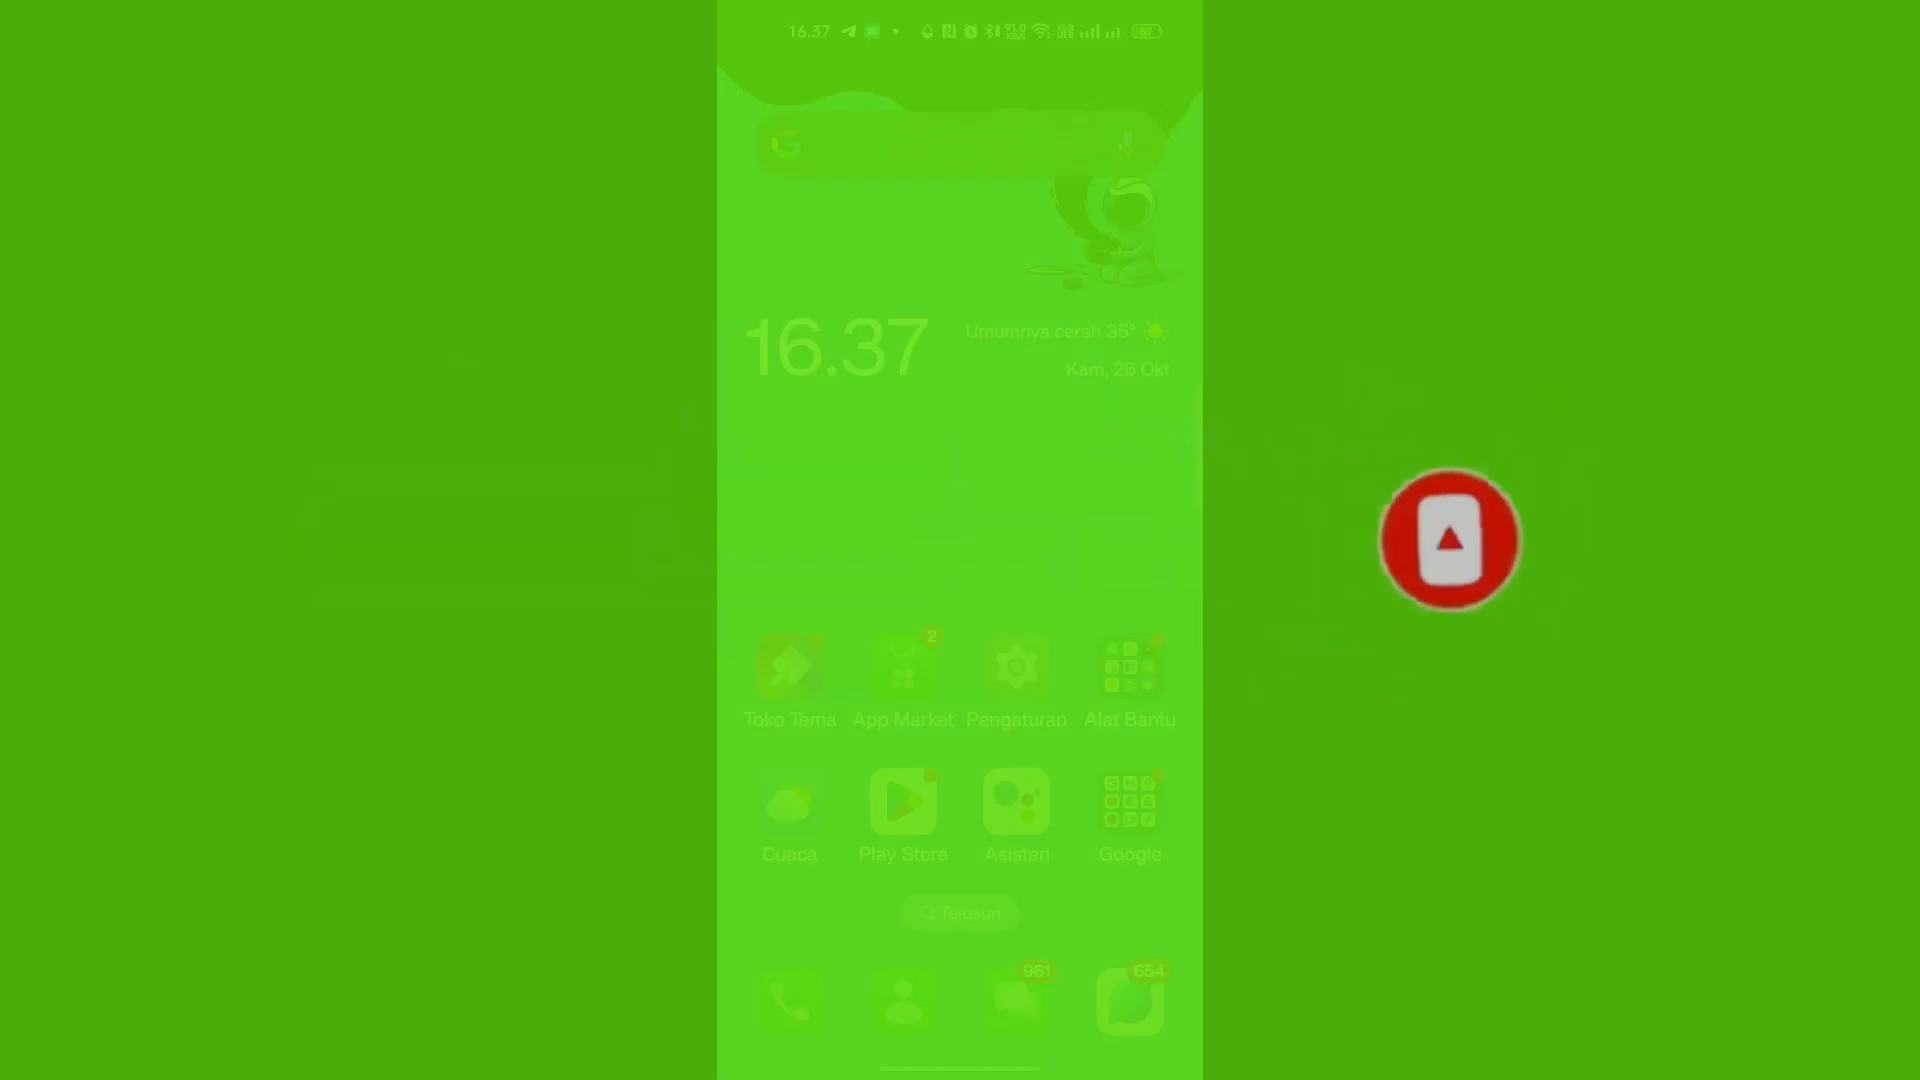 16.37
16.37
Umumnya cerah 35°
Kam, 26 Okt
2
Toko Tema
App Market
Pengaturan
Alat Bantu
Cuaca
Play Store
Asisten
Google
Telusuri
961
654